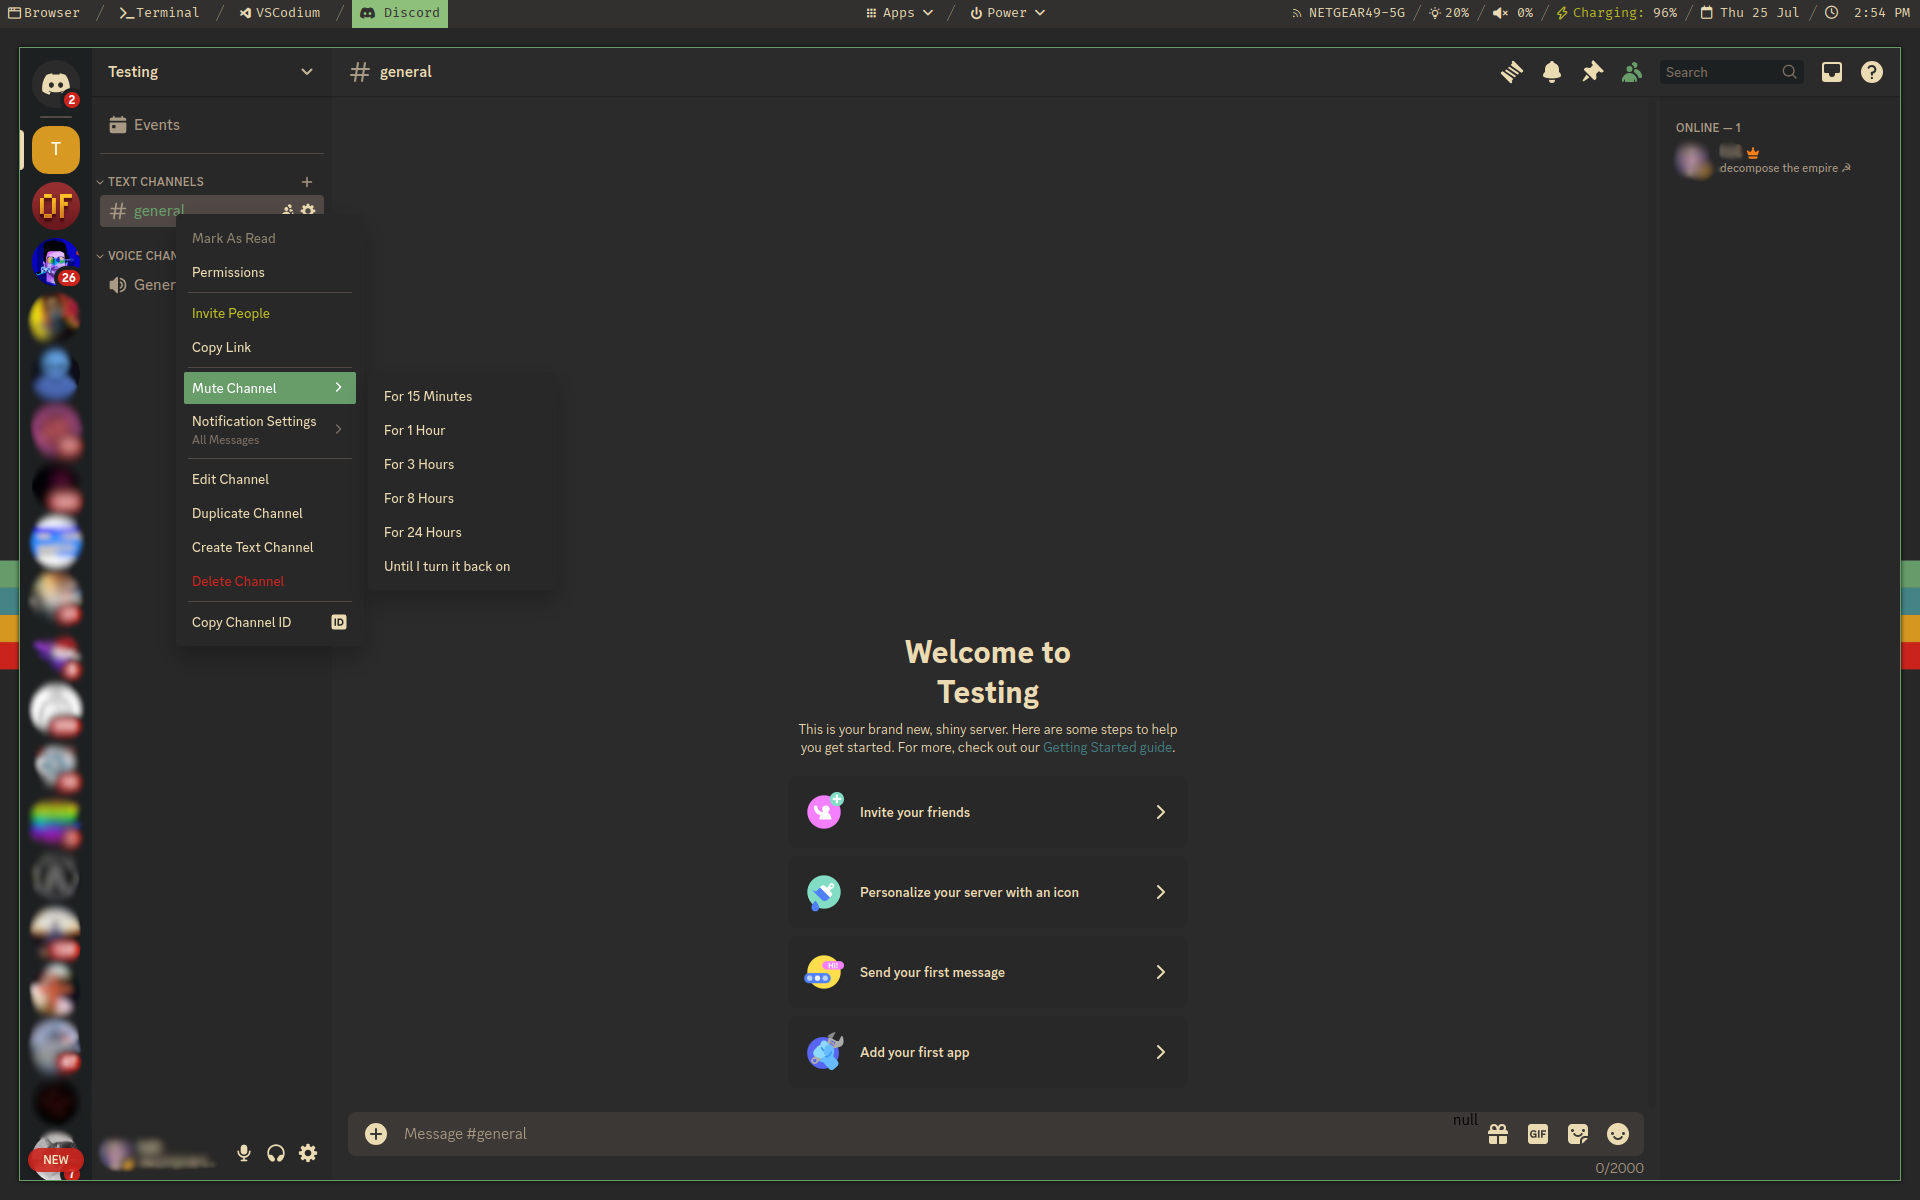 Browser / Terminal / VSCodium / Discord
Apps / Power
NETGEAR49-5G / 20% / 0% / Charging: 96% / Thu 25 Jul / 2:54 PM
2
T
OF
26
NEW
Testing
Events
TEXT CHANNELS
general
VOICE CHAN
Gener
Mark As Read
Permissions
Invite People
Copy Link
Mute Channel
Notification Settings
All Messages
Edit Channel
Duplicate Channel
Create Text Channel
Delete Channel
Copy Channel ID
ID
For 15 Minutes
For 1 Hour
For 3 Hours
For 8 Hours
For 24 Hours
Until I turn it back on
# general
Search
Welcome to
Testing
This is your brand new, shiny server. Here are some steps to help
you get started. For more, check out our Getting Started guide.
Invite your friends
Personalize your server with an icon
Hi!
Send your first message
Add your first app
Message #general
null
GIF
0/2000
ONLINE — 1
decompose the empire